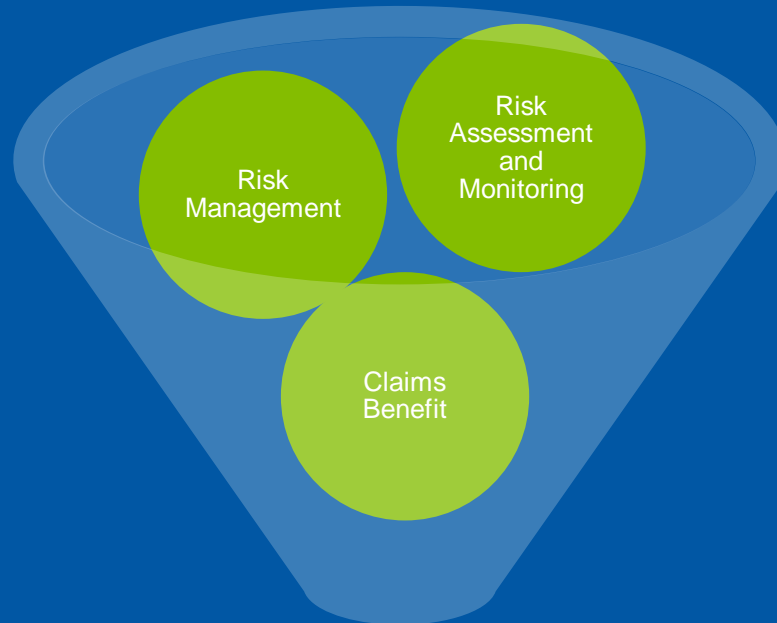 Risk
Management
Risk
Assessment
and
Monitoring
Claims
Benefit